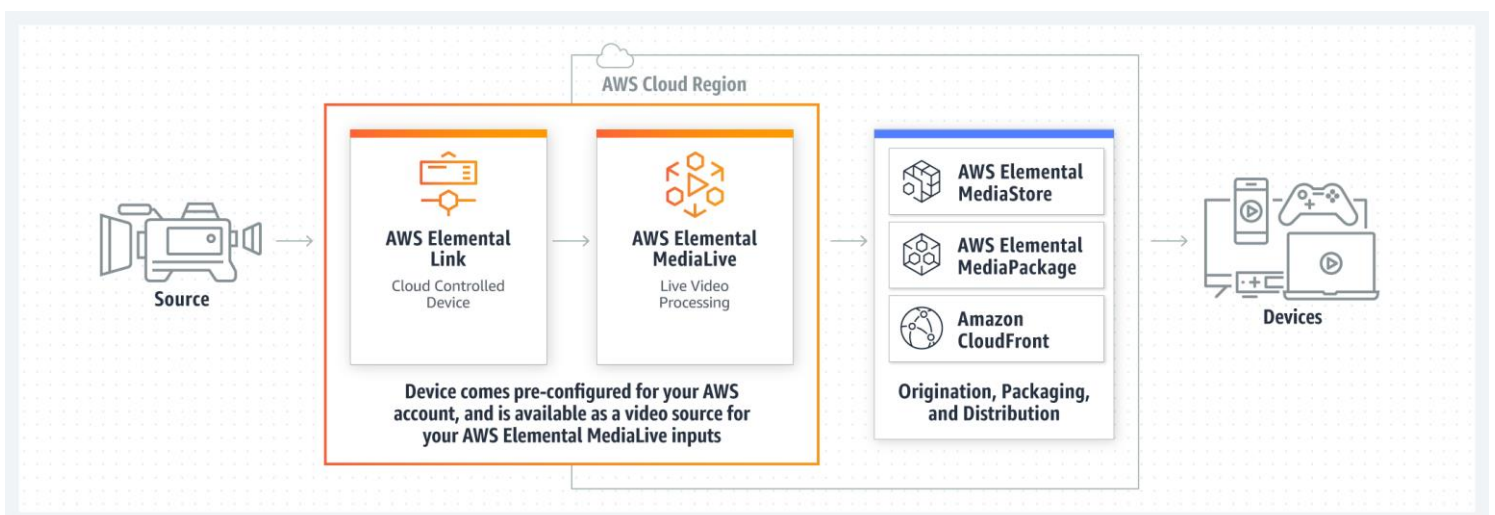 AWS Cloud Region
Source
AWS Elemental
Link
Cloud Controlled
Device
AWS Elemental
MediaLive
Live Video
Processing
Device comes pre-configured for your AWS
account, and is available as a video source for
your AWS Elemental MediaLive inputs
AWS Elemental
MediaStore
AWS Elemental
MediaPackage
Amazon
CloudFront
Origination, Packaging,
and Distribution
Devices